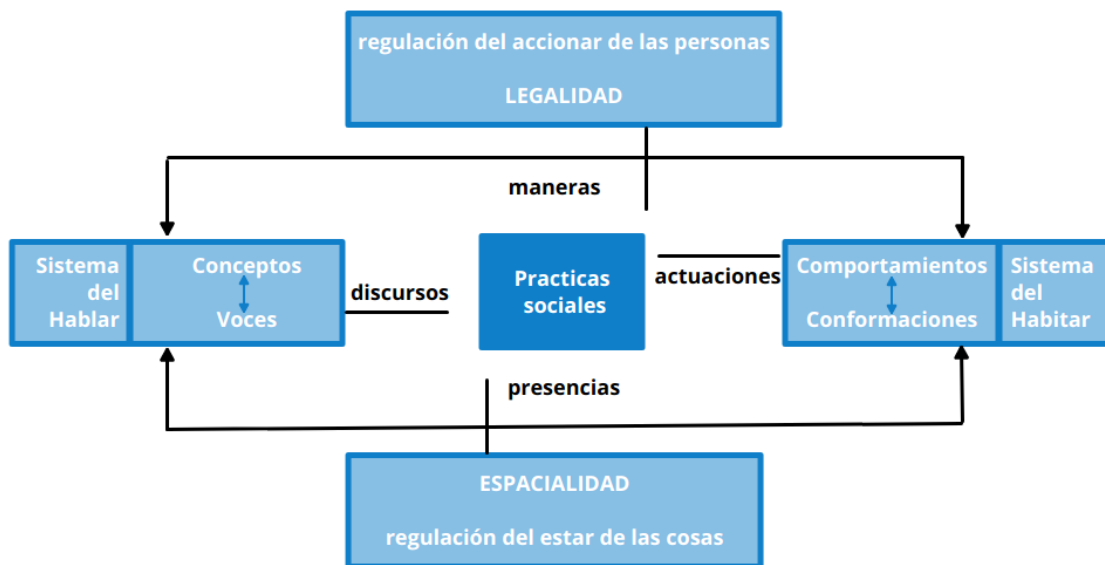 regulación del accionar de las personas
LEGALIDAD
maneras
Sistema
del
Hablar
Conceptos
Voces
discursos
Practicas
sociales
actuaciones
Comportamientos
Conformaciones
Sistema
del
Habitar
presencias
ESPACIALIDAD
regulación del estar de las cosas